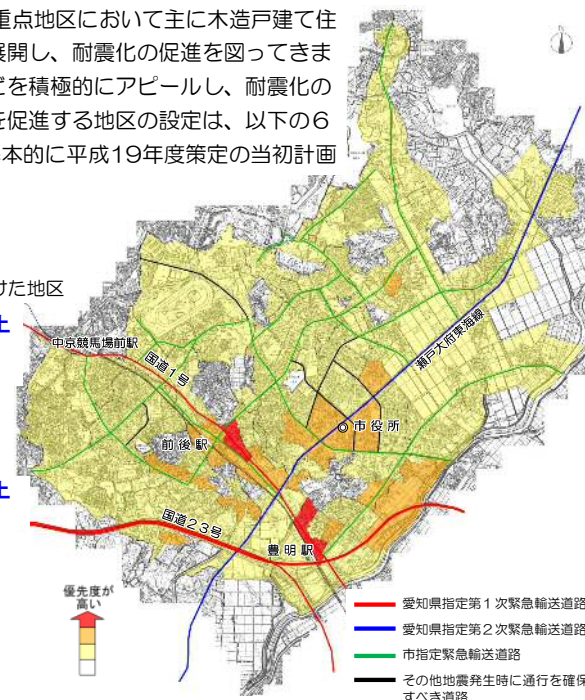 重点地区において主に木造戸建て住
展開し、耐震化の促進を図ってきま
どを積極的にアピールし、耐震化の
を促進する地区の設定は、以下の6
本的に平成19年度策定の当初計画
けた地区
上
中京競馬場前駅
国道1号
瀬戸大府東海線
市役所
前後駅
上
国道23号
豊明駅
優先度が
高い
愛知県指定第1次緊急輸送道路
愛知県指定第2次緊急輸送道路
市指定緊急輸送道路
その他地震発生時に通行を確保
すべき道路